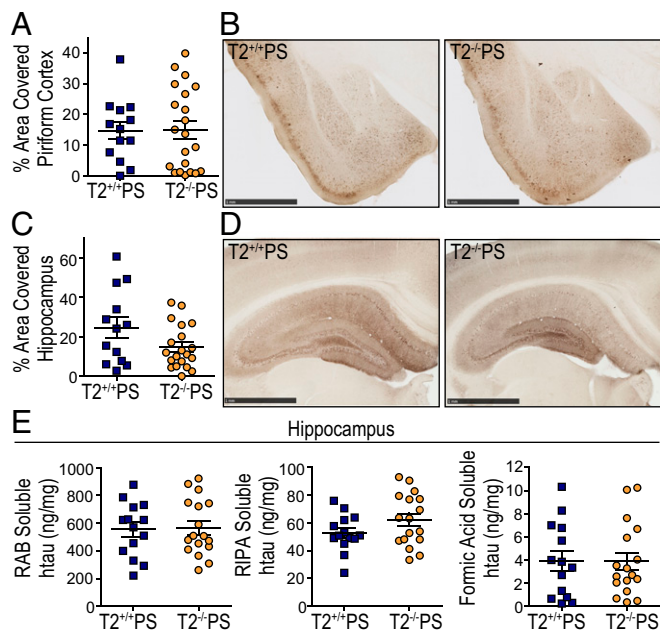 A
% Area Covered
Piriform Cortex
40
30
20
10
0
T2+/+PS
T2-/-PS
B
T2+/+PS
T2-/-PS
1 mm
1 mm
C
% Area Covered
Hippocampus
60
40
20
0
T2+/+PS
T2-/-PS
D
T2+/+PS
T2-/-PS
E
Hippocampus
RAB Soluble
htau (ng/mg)
1000
800
600
400
200
0
T2+/+PS
T2-/-PS
RIPA Soluble
htau (ng/mg)
100
80
60
40
20
0
T2+/+PS
T2-/-PS
Formic Acid Soluble
htau (ng/mg)
12
10
8
6
4
2
0
T2+/+PS
T2-/-PS